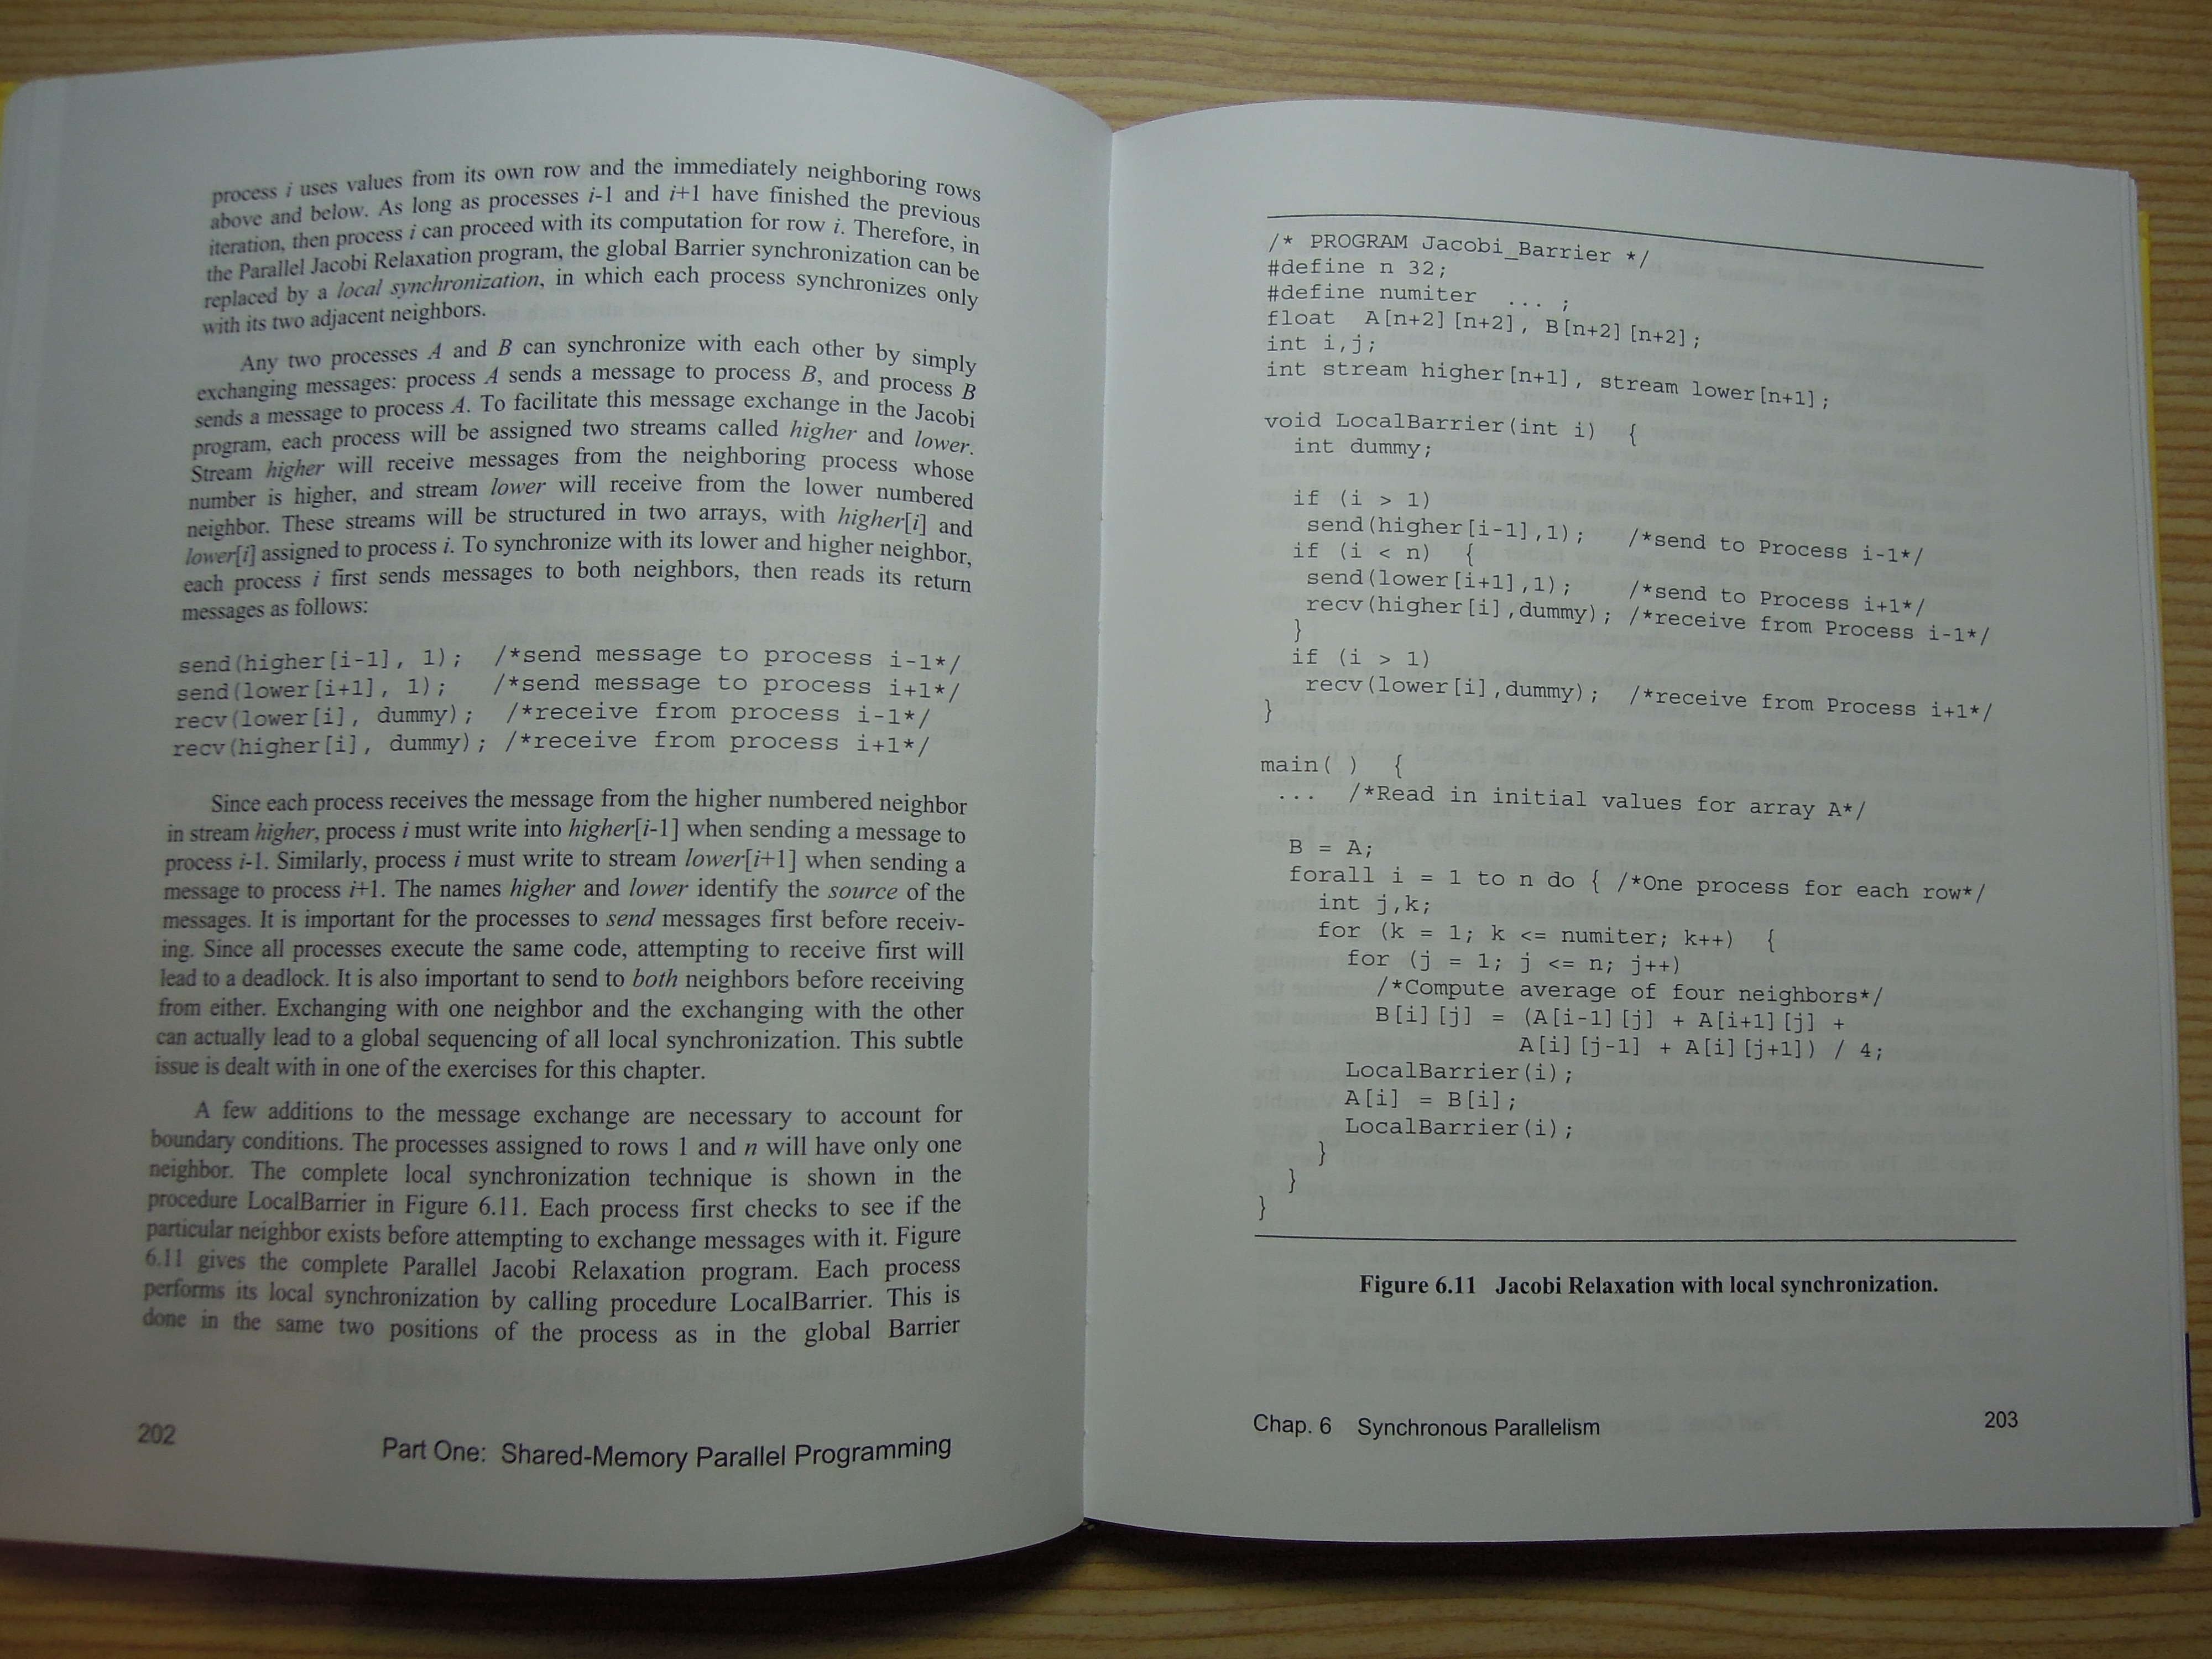 process i uses values from its own row and the immediately neighboring rows
above and below. As long as processes i-1 and i+1 have finished the previous
iteration, then process i can proceed with its computation for row i. Therefore, in
the Parallel Jacobi Relaxation program, the global Barrier synchronization can be
replaced by a local synchronization, in which each process synchronizes only
with its two adjacent neighbors.
Any two processes A and B can synchronize with each other by simply
exchanging messages: process A sends a message to process B, and process B
sends a message to process A. To facilitate this message exchange in the Jacobi
program, each process will be assigned two streams called higher and lower.
Stream higher will receive messages from the neighboring process whose
number is higher, and stream lower will receive from the lower numbered
neighbor. These streams will be structured in two arrays, with higher[i] and
lower[i] assigned to process i. To synchronize with its lower and higher neighbor,
each process i first sends messages to both neighbors, then reads its return
messages as follows:
send(higher[i-1], 1);  /*send message to process i-1*/
send(lower[i+1], 1);   /*send message to process i+1*/
recv(lower[i], dummy);  /*receive from process i-1*/
recv(higher[i], dummy); /*receive from process i+1*/
Since each process receives the message from the higher numbered neighbor
in stream higher, process i must write into higher[i-1] when sending a message to
process i-1. Similarly, process i must write to stream lower[i+1] when sending a
message to process i+1. The names higher and lower identify the source of the
messages. It is important for the processes to send messages first before receiv-
ing. Since all processes execute the same code, attempting to receive first will
lead to a deadlock. It is also important to send to both neighbors before receiving
from either. Exchanging with one neighbor and the exchanging with the other
can actually lead to a global sequencing of all local synchronization. This subtle
issue is dealt with in one of the exercises for this chapter.
A few additions to the message exchange are necessary to account for
boundary conditions. The processes assigned to rows 1 and n will have only one
neighbor. The complete local synchronization technique is shown in the
procedure LocalBarrier in Figure 6.11. Each process first checks to see if the
particular neighbor exists before attempting to exchange messages with it. Figure
6.11 gives the complete Parallel Jacobi Relaxation program. Each process
performs its local synchronization by calling procedure LocalBarrier. This is
done in the same two positions of the process as in the global Barrier
202
Part One: Shared-Memory Parallel Programming
/* PROGRAM Jacobi_Barrier */
#define n 32;
#define numiter  ... ;
float  A[n+2][n+2], B[n+2][n+2];
int i,j;
int stream higher[n+1], stream lower[n+1];
void LocalBarrier(int i)  {
  int dummy;
  if (i > 1)
   send(higher[i-1],1);   /*send to Process i-1*/
  if (i < n)  {
   send(lower[i+1],1);    /*send to Process i+1*/
   recv(higher[i],dummy); /*receive from Process i-1*/
  }
  if (i > 1)
   recv(lower[i],dummy);  /*receive from Process i+1*/
}
main( )  {
 ...  /*Read in initial values for array A*/
  B = A;
  forall i = 1 to n do { /*One process for each row*/
    int j,k;
    for (k = 1; k <= numiter; k++)  {
      for (j = 1; j <= n; j++)
        /*Compute average of four neighbors*/
        B[i][j] = (A[i-1][j] + A[i+1][j] +
                  A[i][j-1] + A[i][j+1]) / 4;
      LocalBarrier(i);
      A[i] = B[i];
      LocalBarrier(i);
    }
  }
}
Figure 6.11 Jacobi Relaxation with local synchronization.
Chap. 6 Synchronous Parallelism
203